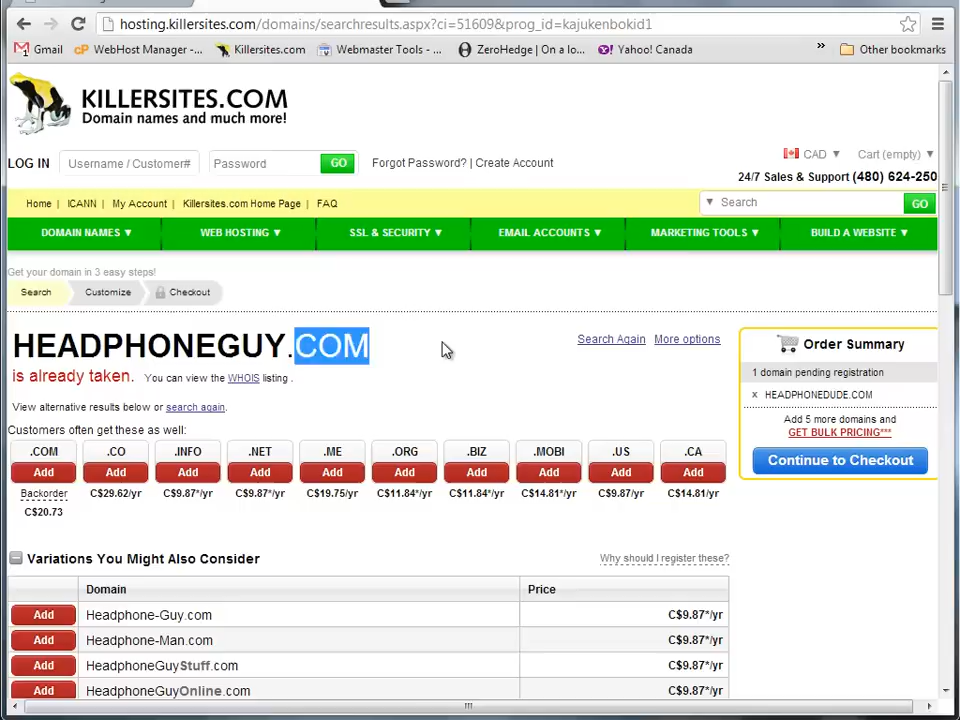 hosting.killersites.com/domains/searchresults.aspx?ci=51609&prog_id=kajukenbokid1
Gmail
WebHost Manager -...
Killersites.com
Webmaster Tools - ...
ZeroHedge | On a lo...
Yahoo! Canada
»
Other bookmarks
KILLERSITES.COM
Domain names and much more!
LOG IN Username / Customer# Password GO Forgot Password? | Create Account
CAD ▼ Cart (empty) ▼
24/7 Sales & Support (480) 624-250
Home | ICANN | My Account | Killersites.com Home Page | FAQ
▼ Search GO
DOMAIN NAMES ▼ WEB HOSTING ▼ SSL & SECURITY ▼ EMAIL ACCOUNTS ▼ MARKETING TOOLS ▼ BUILD A WEBSITE ▼
Get your domain in 3 easy steps!
Search Customize Checkout
HEADPHONEGUY.COM
Search Again More options
is already taken. You can view the WHOIS listing .
View alternative results below or search again.
Customers often get these as well:
.COM .CO .INFO .NET .ME .ORG .BIZ .MOBI .US .CA
Add Add Add Add Add Add Add Add Add Add
Backorder C$29.62/yr C$9.87*/yr C$9.87*/yr C$19.75/yr C$11.84*/yr C$11.84*/yr C$14.81*/yr C$9.87/yr C$14.81/yr
C$20.73
Order Summary
1 domain pending registration
x HEADPHONEDUDE.COM
Add 5 more domains and
GET BULK PRICING***
Continue to Checkout
Variations You Might Also Consider
Why should I register these?
Domain Price
Add Headphone-Guy.com C$9.87*/yr
Add Headphone-Man.com C$9.87*/yr
Add HeadphoneGuyStuff.com C$9.87*/yr
Add HeadphoneGuyOnline.com C$9.87*/yr